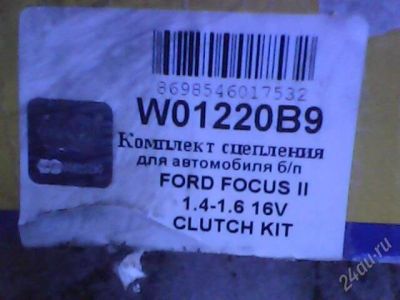 8698546017532
W01220B9
Комплект сцепления
для автомобиля б/п
FORD FOCUS II
1.4-1.6 16V
CLUTCH KIT
24au.ru